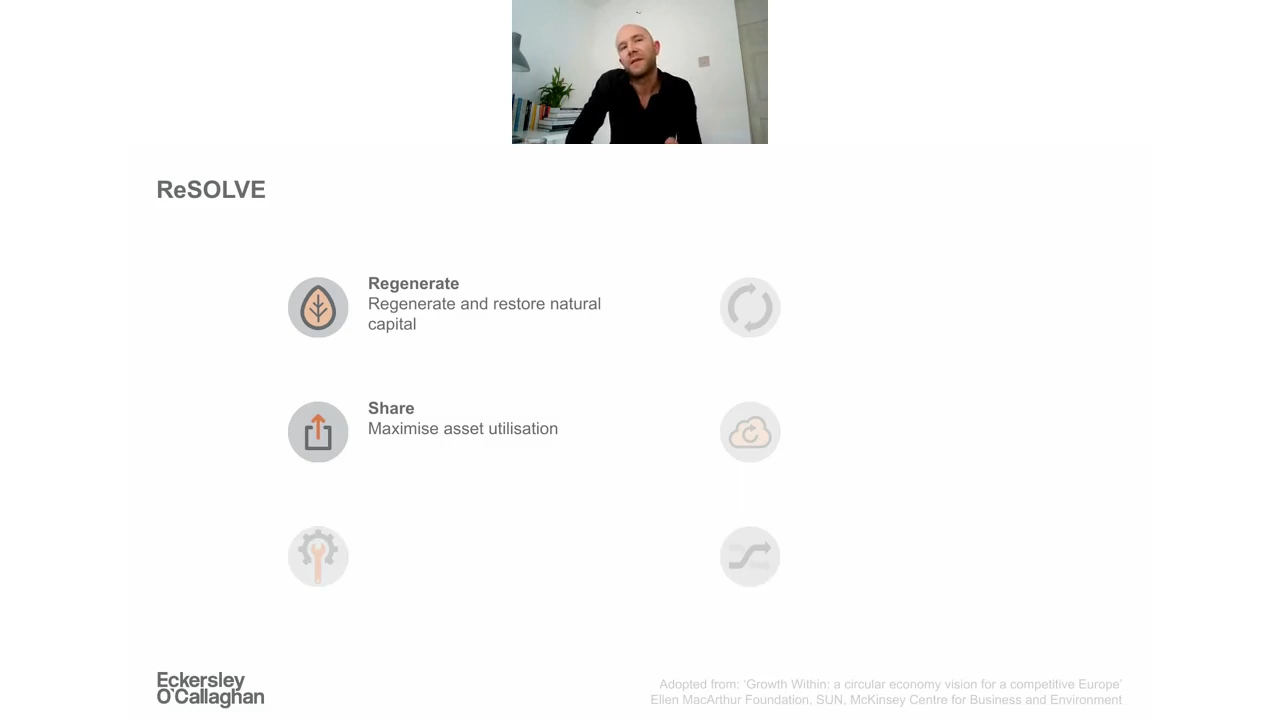 ReSOLVE
Regenerate
Regenerate and restore natural
capital
Share
Maximise asset utilisation
Eckersley
O'Callaghan
Adopted from: 'Growth Within: a circular economy vision for a competitive Europe'
Ellen MacArthur Foundation, SUN, McKinsey Centre for Business and Environment